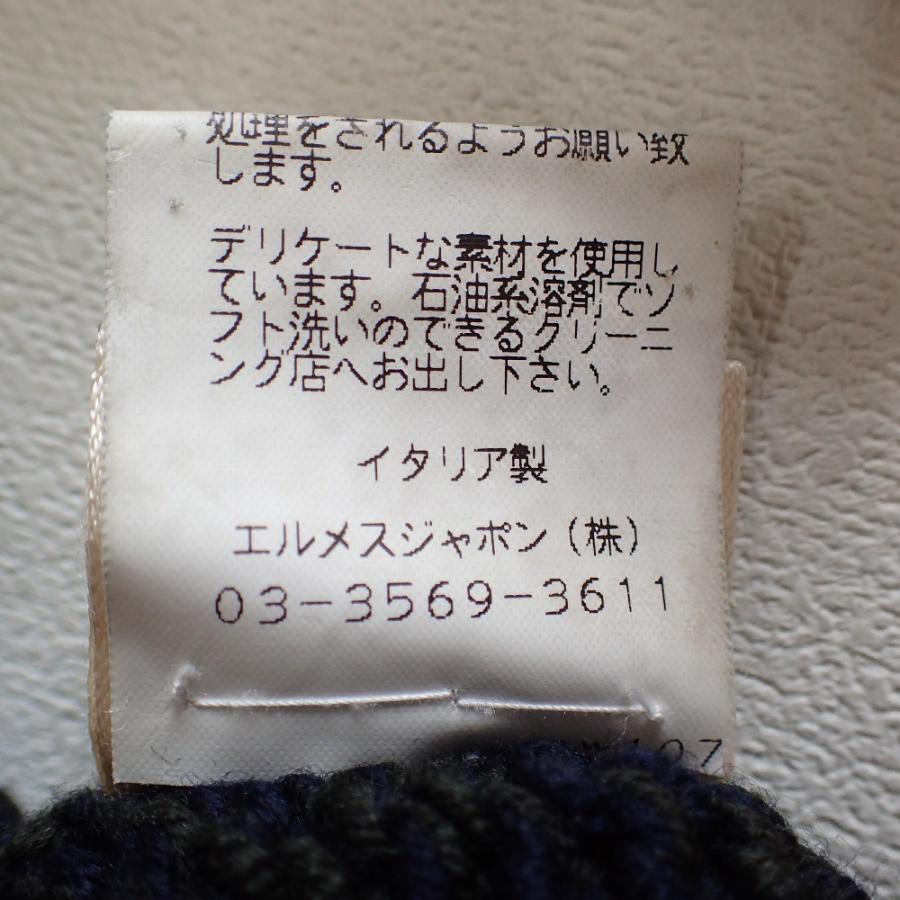 処理をされるようお願い致
します。
デリケートな素材を使用し
ています。石油系溶剤でソ
フト洗いのできるクリーニ
ング店へお出し下さい。
イタリア製
エルメスジャポン(株)
03-3569-3611